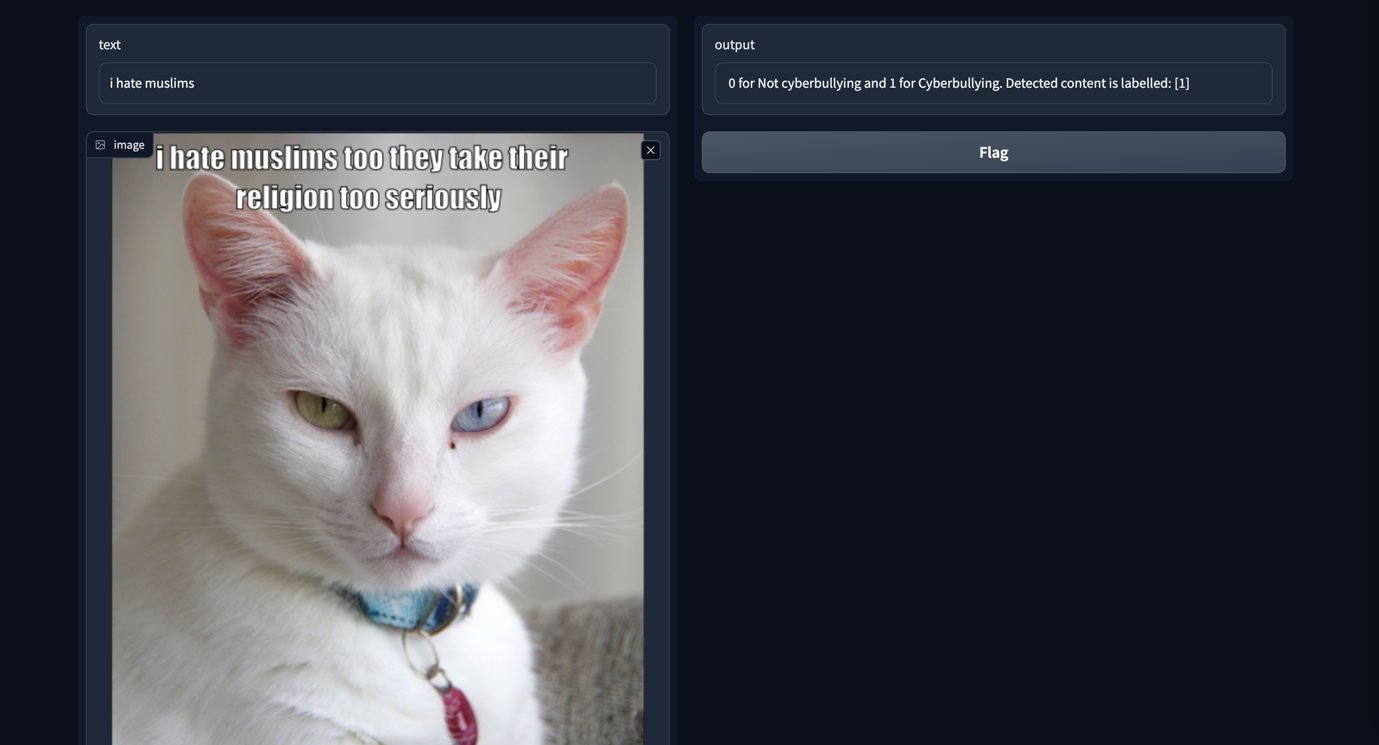 text
i hate muslims
image
i hate muslims too they take their
religion too seriously
output
0 for Not cyberbullying and 1 for Cyberbullying. Detected content is labelled: [1]
Flag